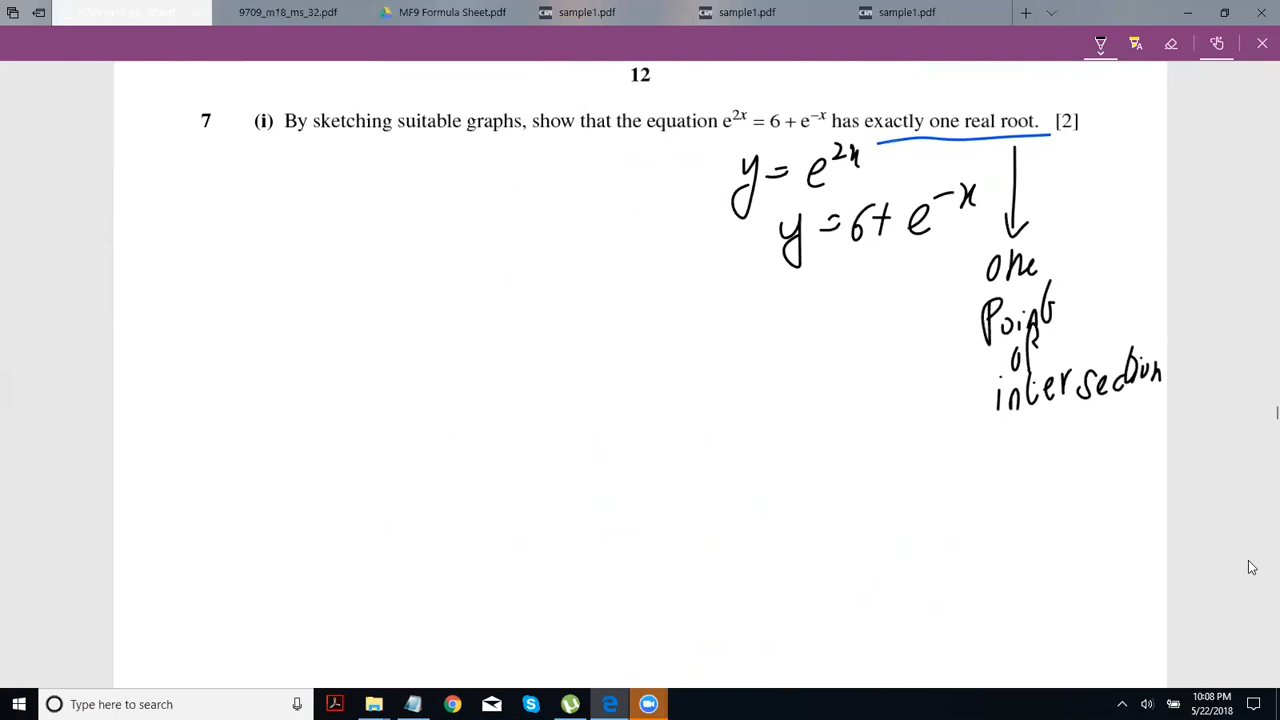 9709_m18_ms_32.pdf
MF9 Formula Sheet.pdf
sample1.pdf
sample1.pdf
sample1.pdf
12
7 (i) By sketching suitable graphs, show that the equation e²ˣ = 6 + e⁻ˣ has exactly one real root. [2]
y = e²ˣ
y = 6 + e⁻ˣ
one
Point
of
intersection
Type here to search
10:08 PM
5/22/2018